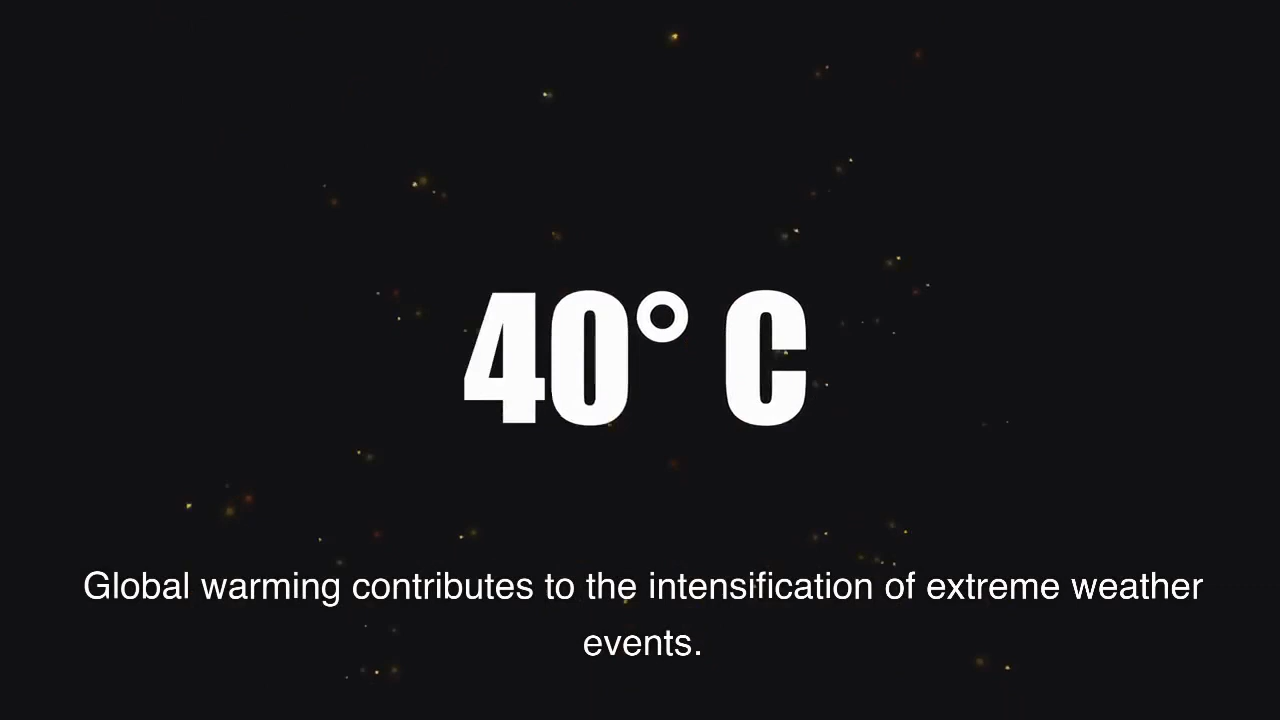 40° C
Global warming contributes to the intensification of extreme weather
events.